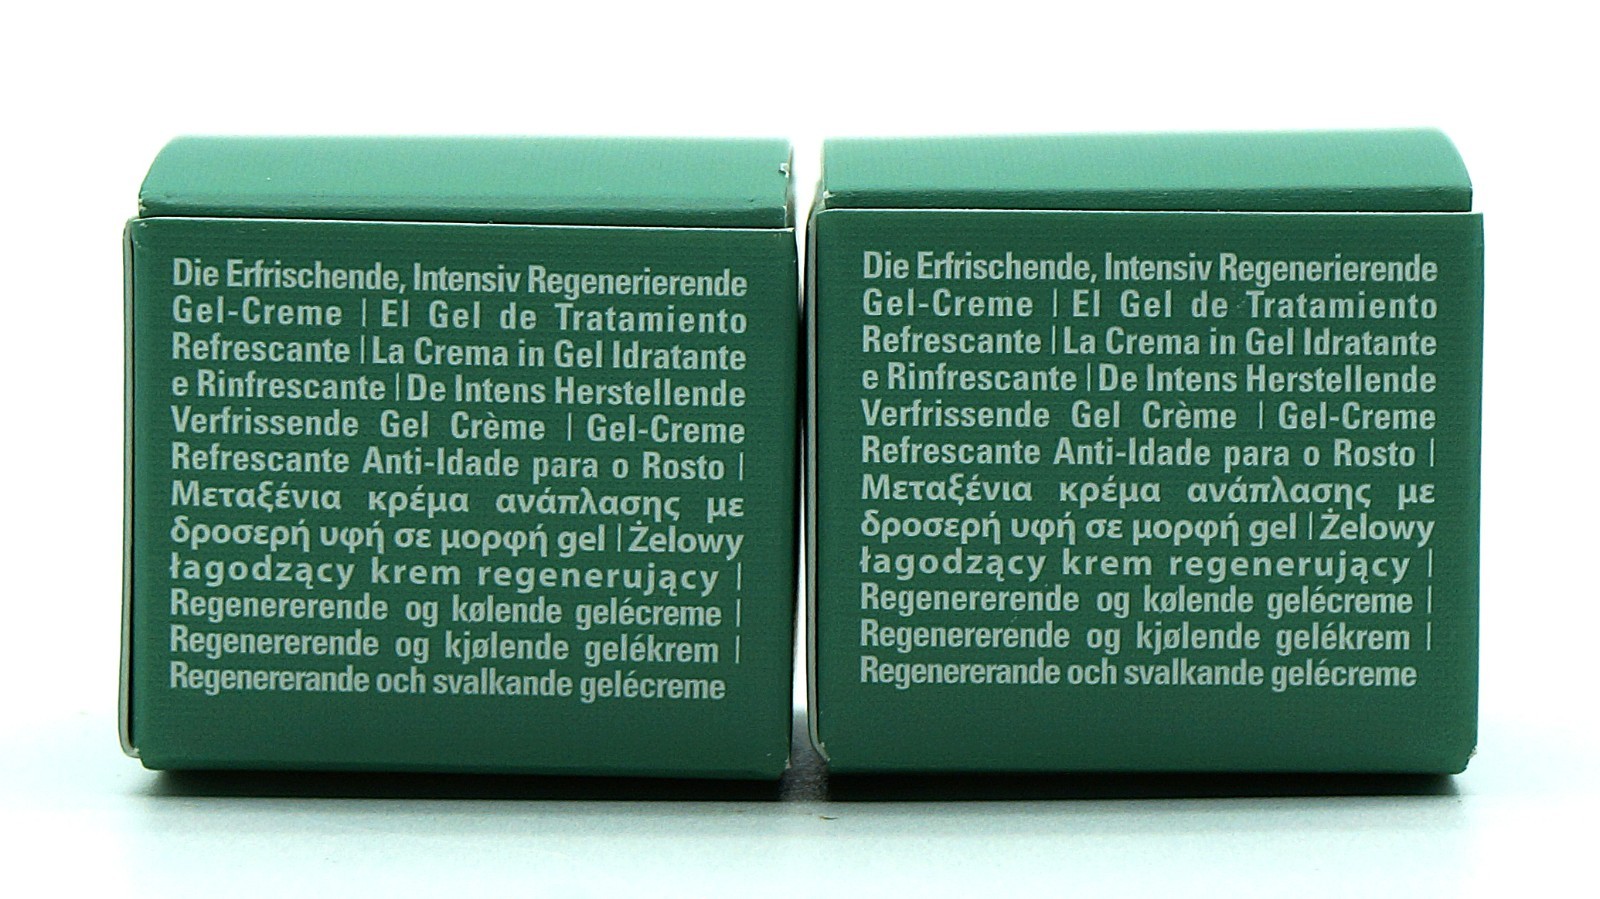 Die Erfrischende, Intensiv Regenerierende
Gel-Creme | El Gel de Tratamiento
Refrescante | La Crema in Gel Idratante
e Rinfrescante | De Intens Herstellende
Verfrissende Gel Crème | Gel-Creme
Refrescante Anti-Idade para o Rosto |
Μεταξένια κρέμα ανάπλασης με
δροσερή υφή σε μορφή gel | Żelowy
łagodzący krem regenerujący |
Regenererende og kølende gelécreme |
Regenererende og kjølende gelékrem |
Regenererande och svalkande gelécreme
Die Erfrischende, Intensiv Regenerierende
Gel-Creme | El Gel de Tratamiento
Refrescante | La Crema in Gel Idratante
e Rinfrescante | De Intens Herstellende
Verfrissende Gel Crème | Gel-Creme
Refrescante Anti-Idade para o Rosto |
Μεταξένια κρέμα ανάπλασης με
δροσερή υφή σε μορφή gel | Żelowy
łagodzący krem regenerujący |
Regenererende og kølende gelécreme |
Regenererende og kjølende gelékrem |
Regenererande och svalkande gelécreme